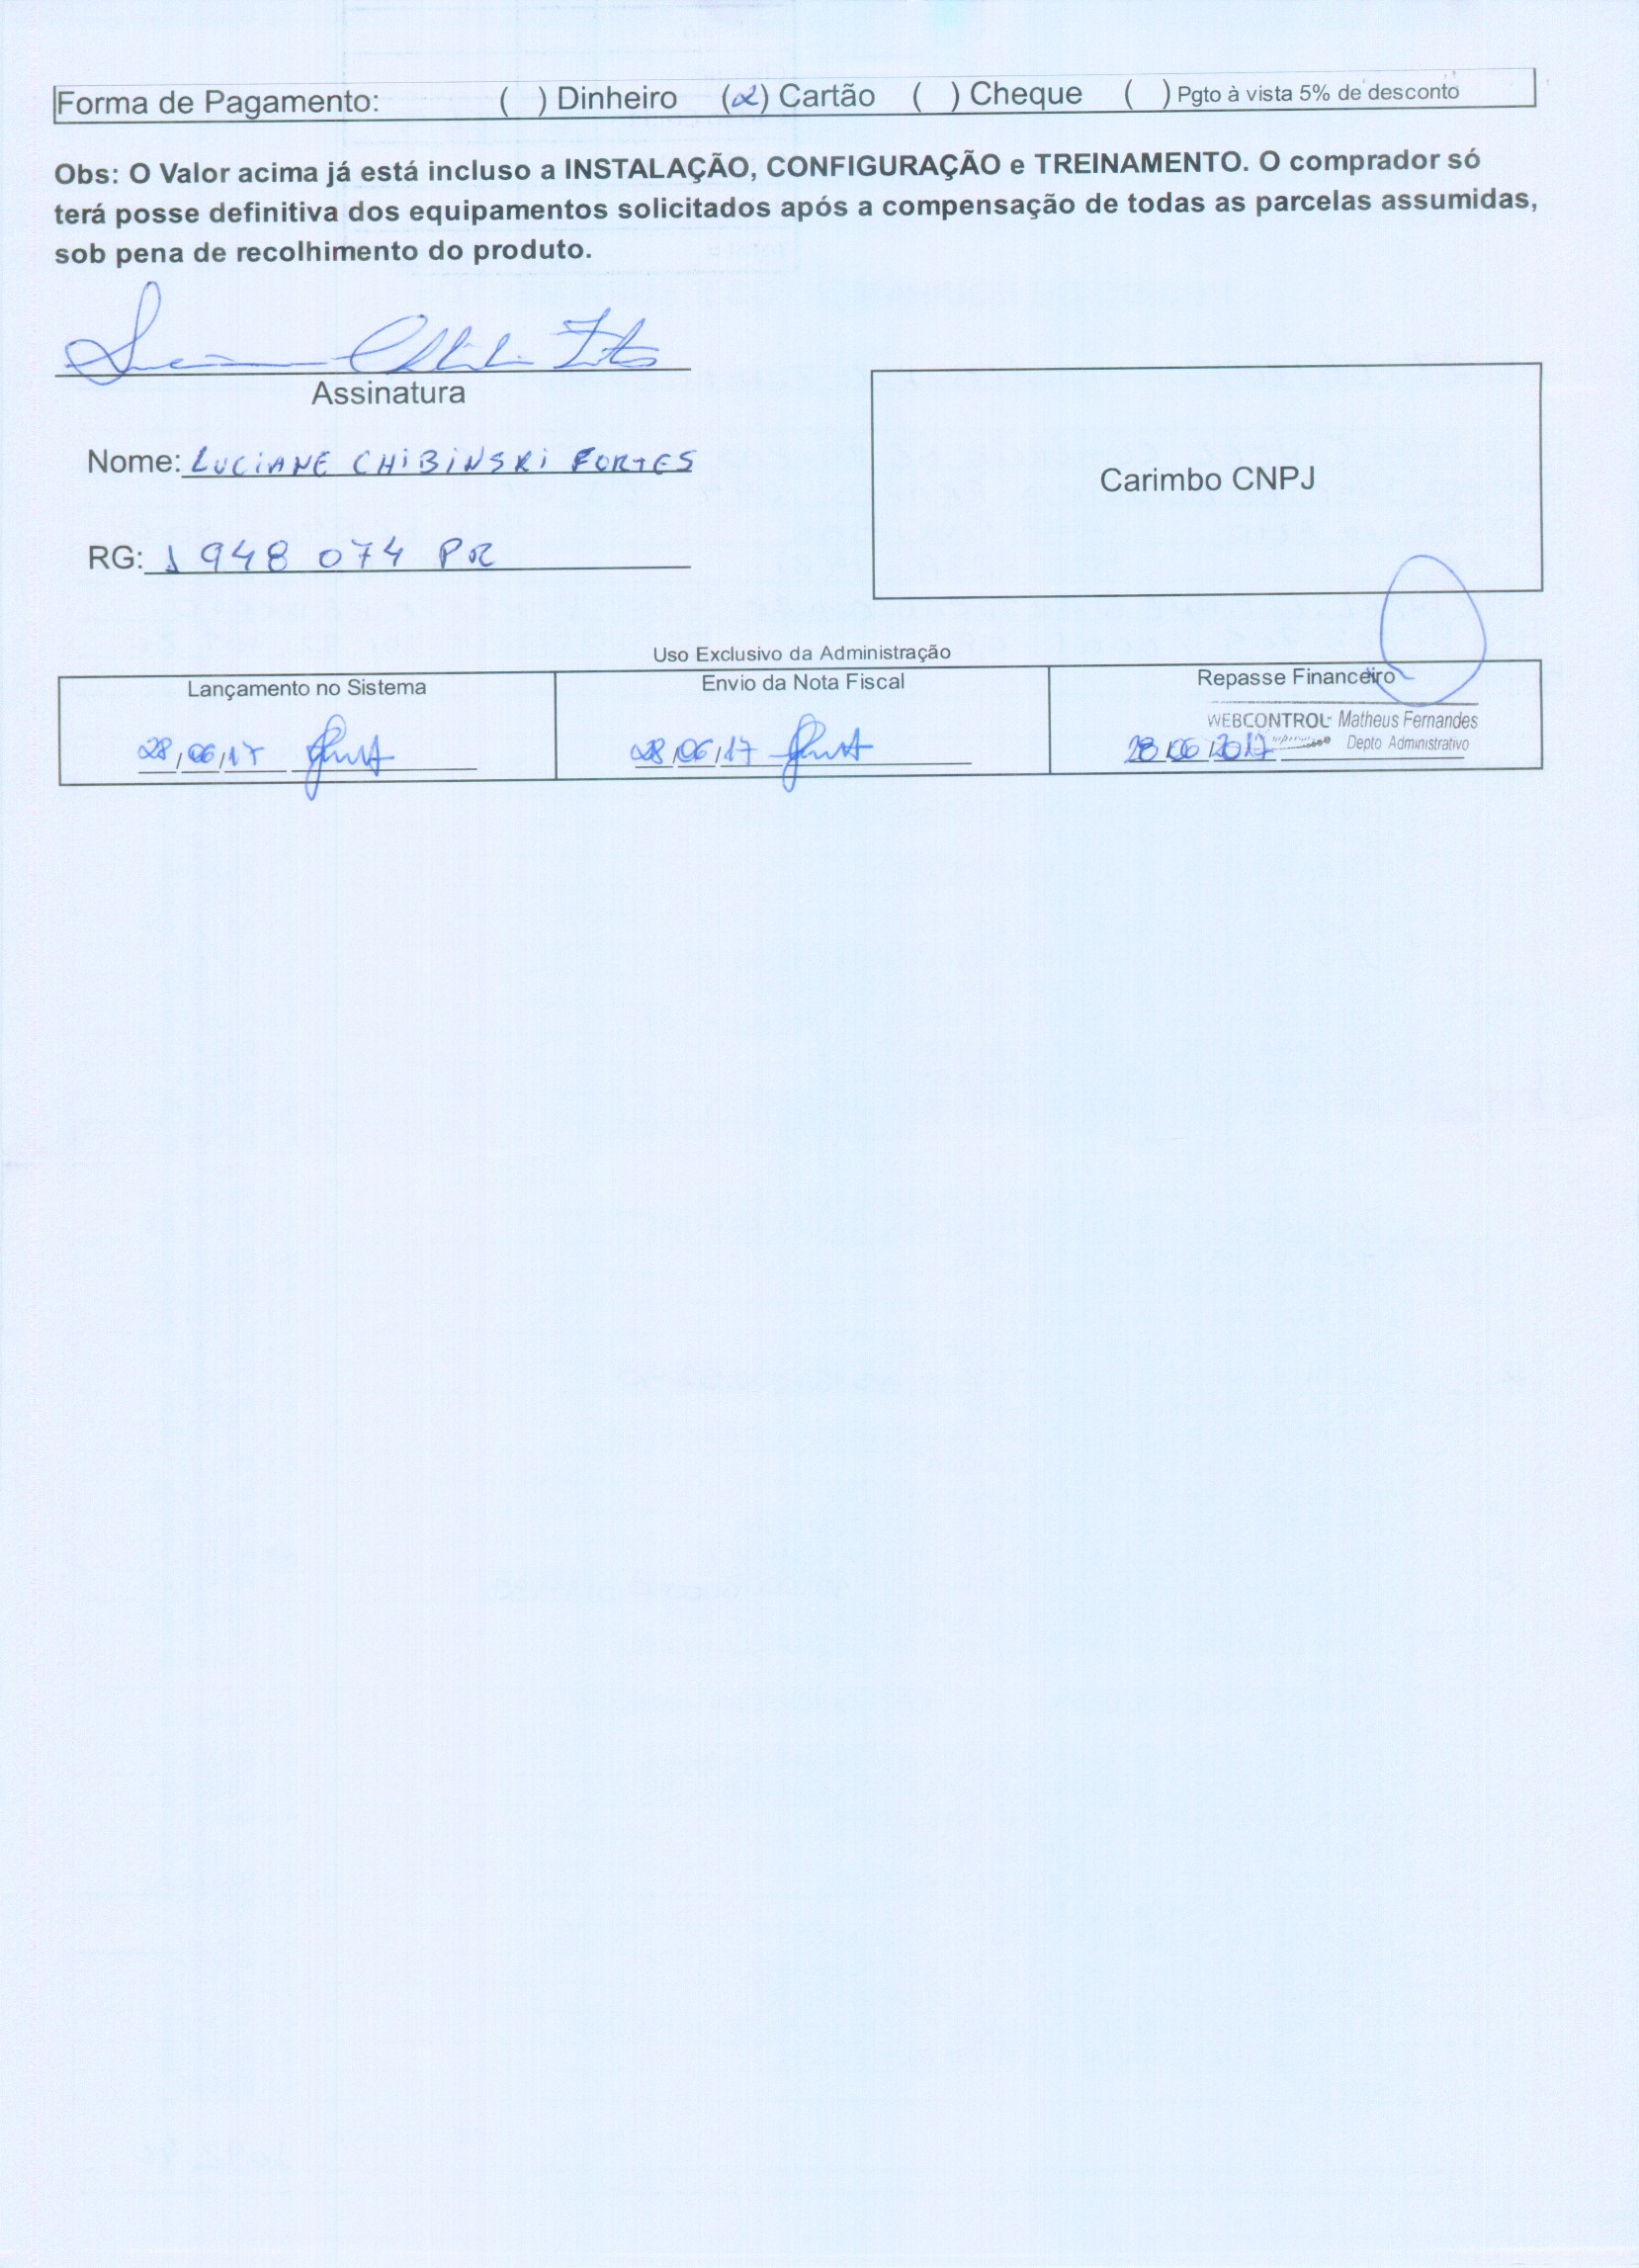 Forma de Pagamento: ( ) Dinheiro (x) Cartão ( ) Cheque ( ) Pgto à vista 5% de desconto
Obs: O Valor acima já está incluso a INSTALAÇÃO, CONFIGURAÇÃO e TREINAMENTO. O comprador só
terá posse definitiva dos equipamentos solicitados após a compensação de todas as parcelas assumidas,
sob pena de recolhimento do produto.
Assinatura
Nome: LUCIANE CHIBINSKI FORTES
RG: 1 948 074 PR
Carimbo CNPJ
Uso Exclusivo da Administração
Lançamento no Sistema
28/06/17
Envio da Nota Fiscal
28/06/17
Repasse Financeiro
WEBCONTROL Matheus Fernandes
Depto Administrativo
28/06/2017